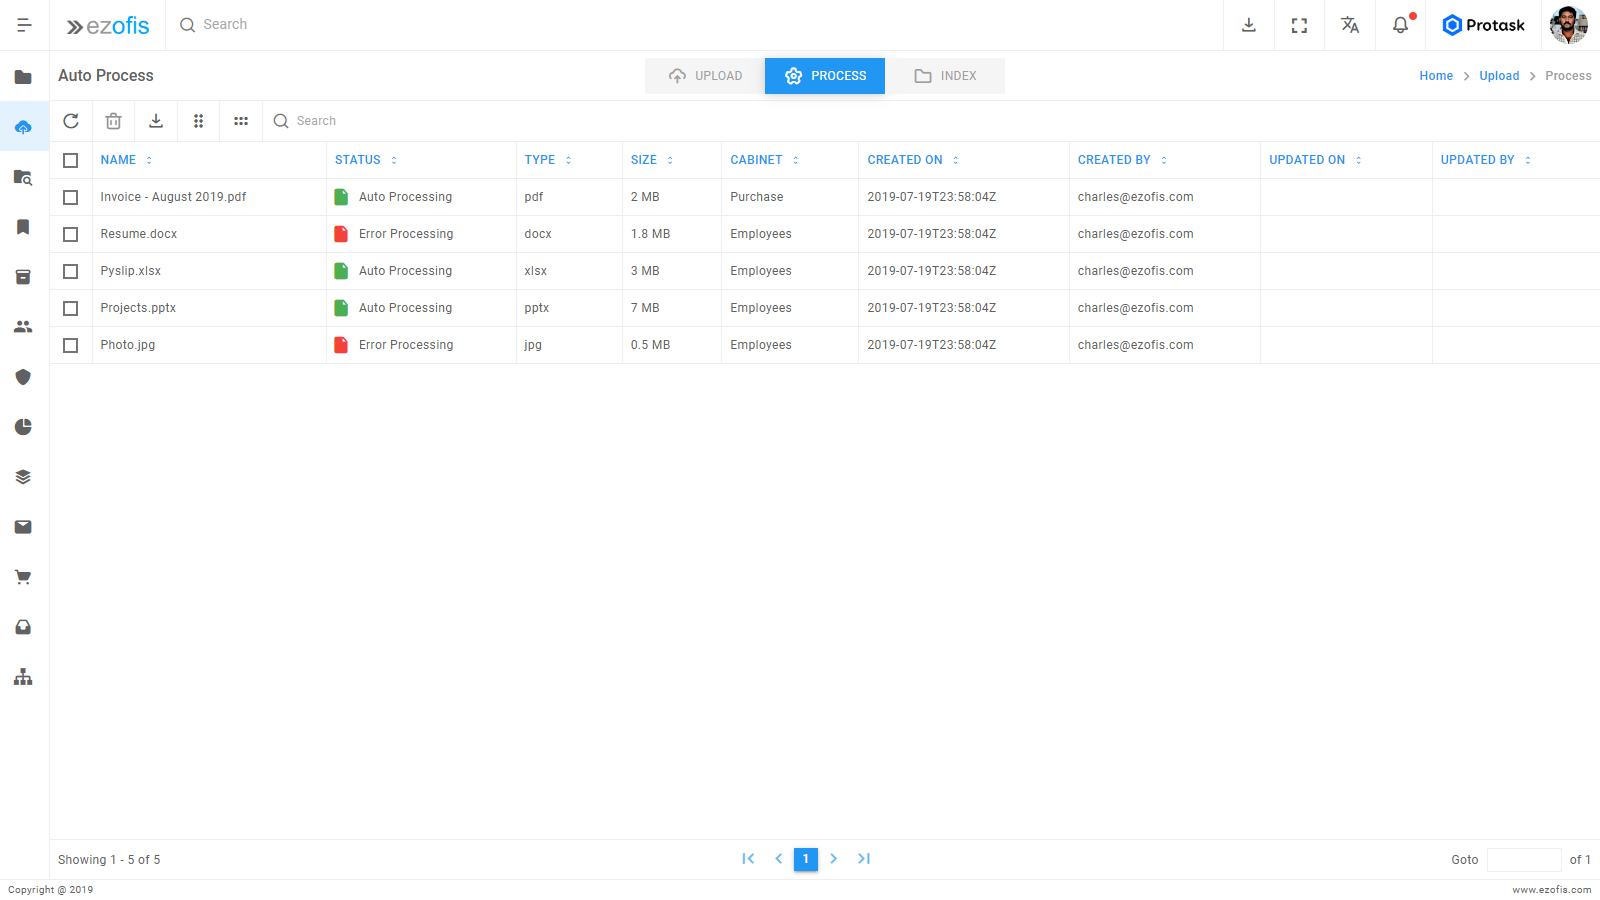 ezofis Search Protask
Auto Process UPLOAD PROCESS INDEX Home Upload Process
Search
NAME STATUS TYPE SIZE CABINET CREATED ON CREATED BY UPDATED ON UPDATED BY
Invoice - August 2019.pdf Auto Processing pdf 2 MB Purchase 2019-07-19T23:58:04Z charles@ezofis.com
Resume.docx Error Processing docx 1.8 MB Employees 2019-07-19T23:58:04Z charles@ezofis.com
Pyslip.xlsx Auto Processing xlsx 3 MB Employees 2019-07-19T23:58:04Z charles@ezofis.com
Projects.pptx Auto Processing pptx 7 MB Employees 2019-07-19T23:58:04Z charles@ezofis.com
Photo.jpg Error Processing jpg 0.5 MB Employees 2019-07-19T23:58:04Z charles@ezofis.com
Showing 1 - 5 of 5 1 Goto of 1
Copyright @ 2019 www.ezofis.com